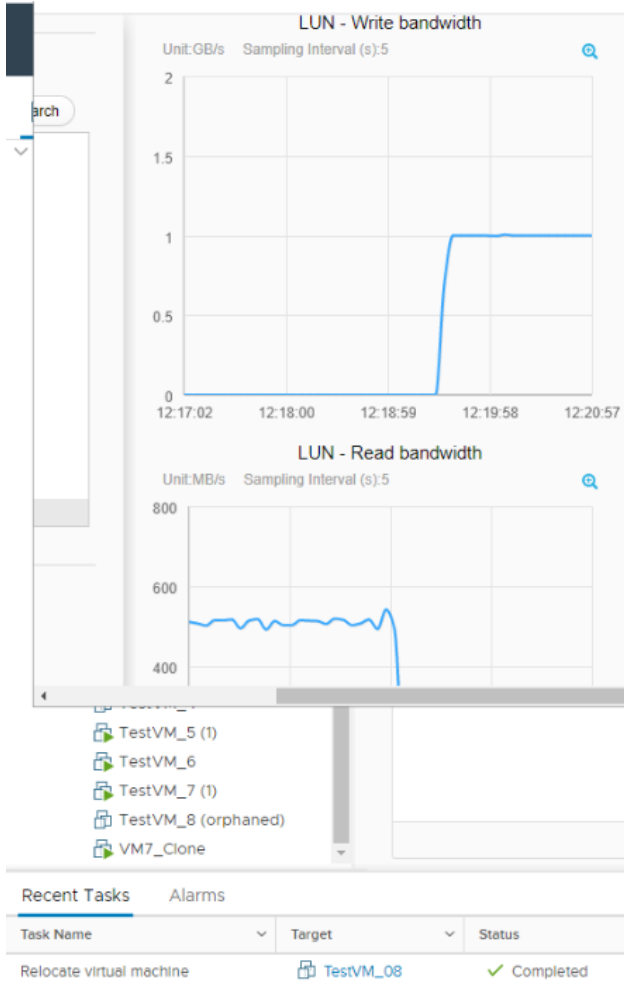 LUN - Write bandwidth
Unit:GB/s Sampling Interval (s):5
arch
2
1.5
1
0.5
0
12:17:02 12:18:00 12:18:59 12:19:58 12:20:57
LUN - Read bandwidth
Unit:MB/s Sampling Interval (s):5
800
600
400
TestVM_5 (1)
TestVM_6
TestVM_7 (1)
TestVM_8 (orphaned)
VM7_Clone
Recent Tasks Alarms
Task Name Target Status
Relocate virtual machine TestVM_08 Completed